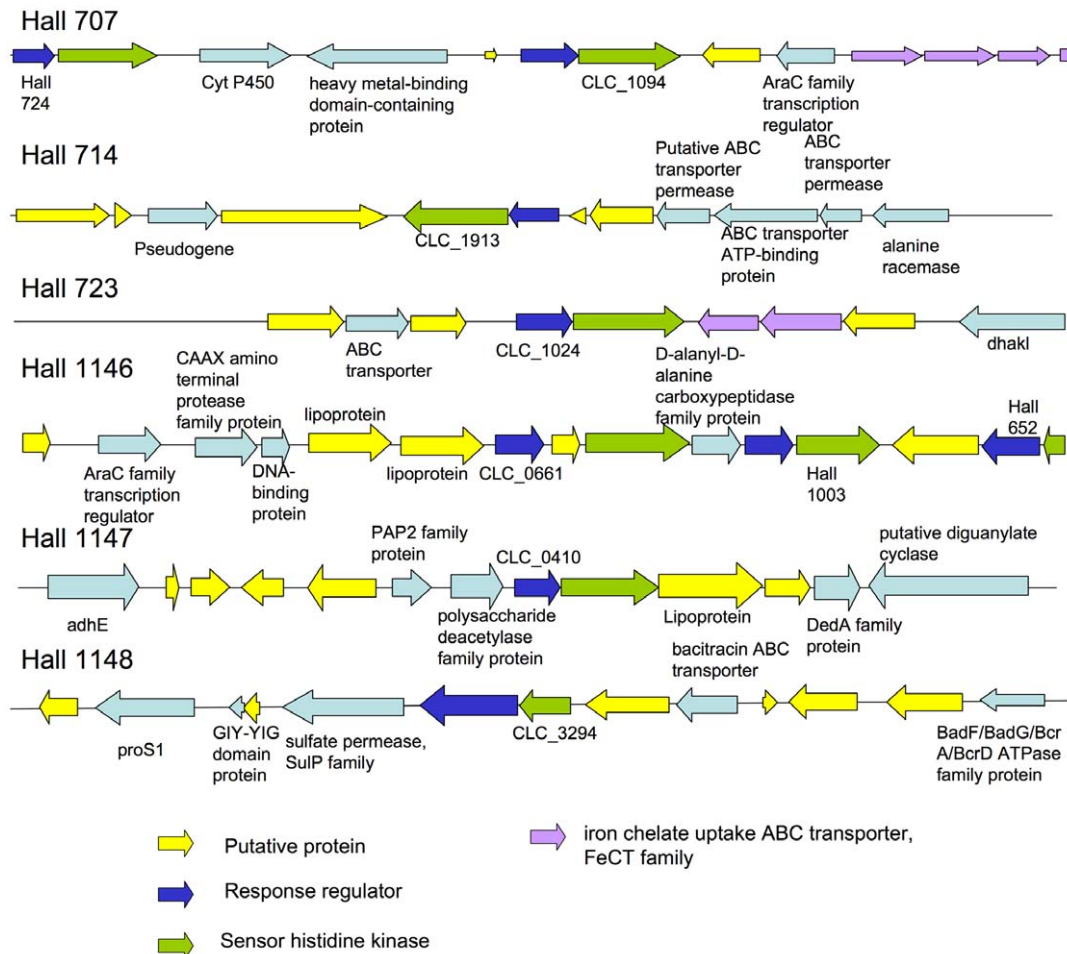 Hall 707
Hall
724
Cyt P450
heavy metal-binding
domain-containing
protein
CLC_1094
AraC family
transcription
regulator
Hall 714
Pseudogene
CLC_1913
Putative ABC
transporter
permease
ABC transporter
ATP-binding
protein
ABC
transporter
permease
alanine
racemase
Hall 723
ABC
transporter
CLC_1024
dhakI
Hall 1146
AraC family
transcription
regulator
CAAX amino
terminal
protease
family protein
DNA-
binding
protein
lipoprotein
lipoprotein
CLC_0661
D-alanyl-D-
alanine
carboxypeptidase
family protein
Hall
1003
Hall
652
Hall 1147
adhE
PAP2 family
protein
polysaccharide
deacetylase
family protein
CLC_0410
Lipoprotein
DedA family
protein
putative diguanylate
cyclase
Hall 1148
proS1
GIY-YIG
domain
protein
sulfate permease,
SulP family
CLC_3294
bacitracin ABC
transporter
BadF/BadG/Bcr
A/BcrD ATPase
family protein
Putative protein
Response regulator
Sensor histidine kinase
iron chelate uptake ABC transporter,
FeCT family